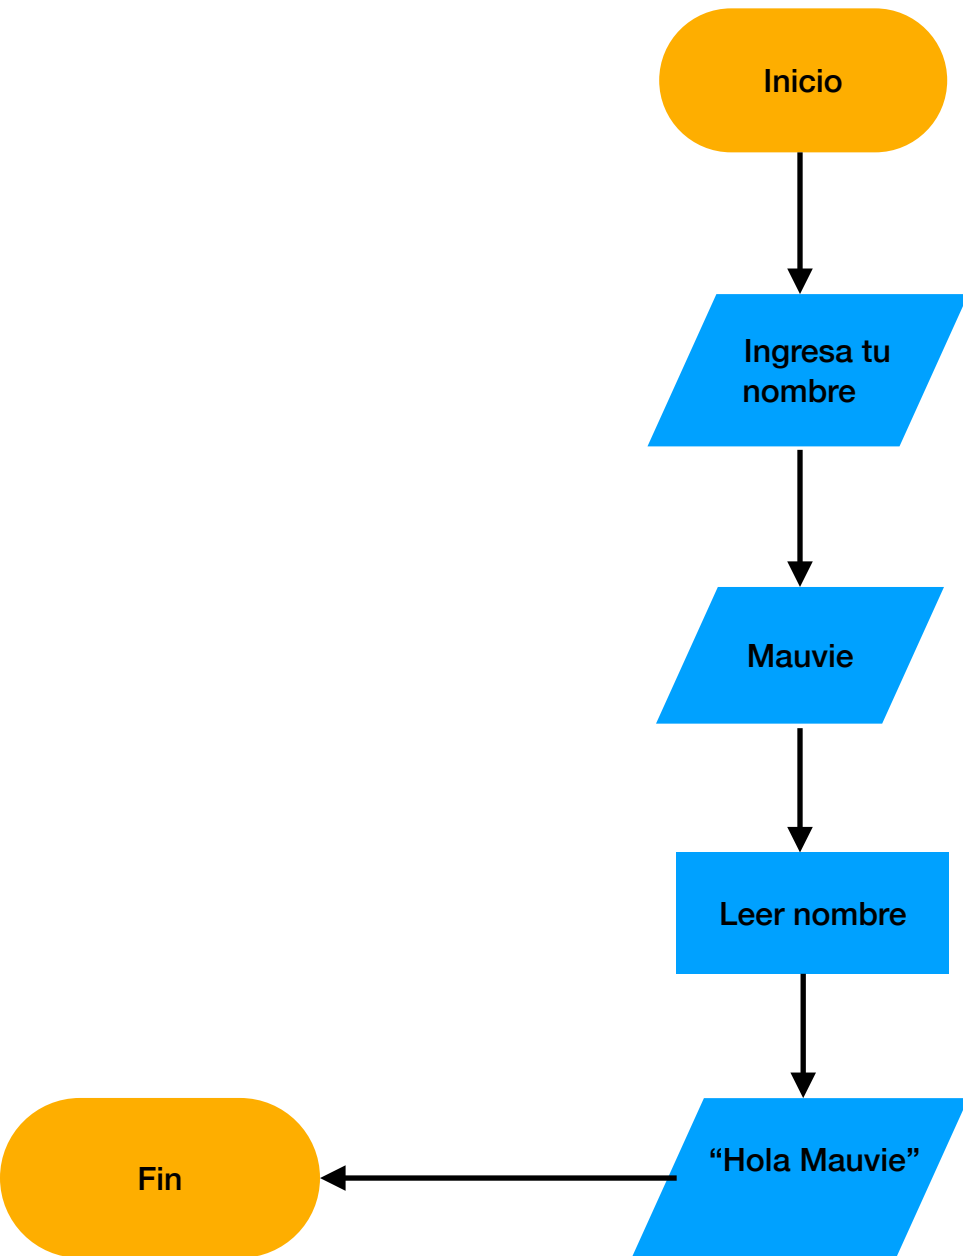 Inicio
Ingresa tu
nombre
Mauvie
Leer nombre
“Hola Mauvie”
Fin